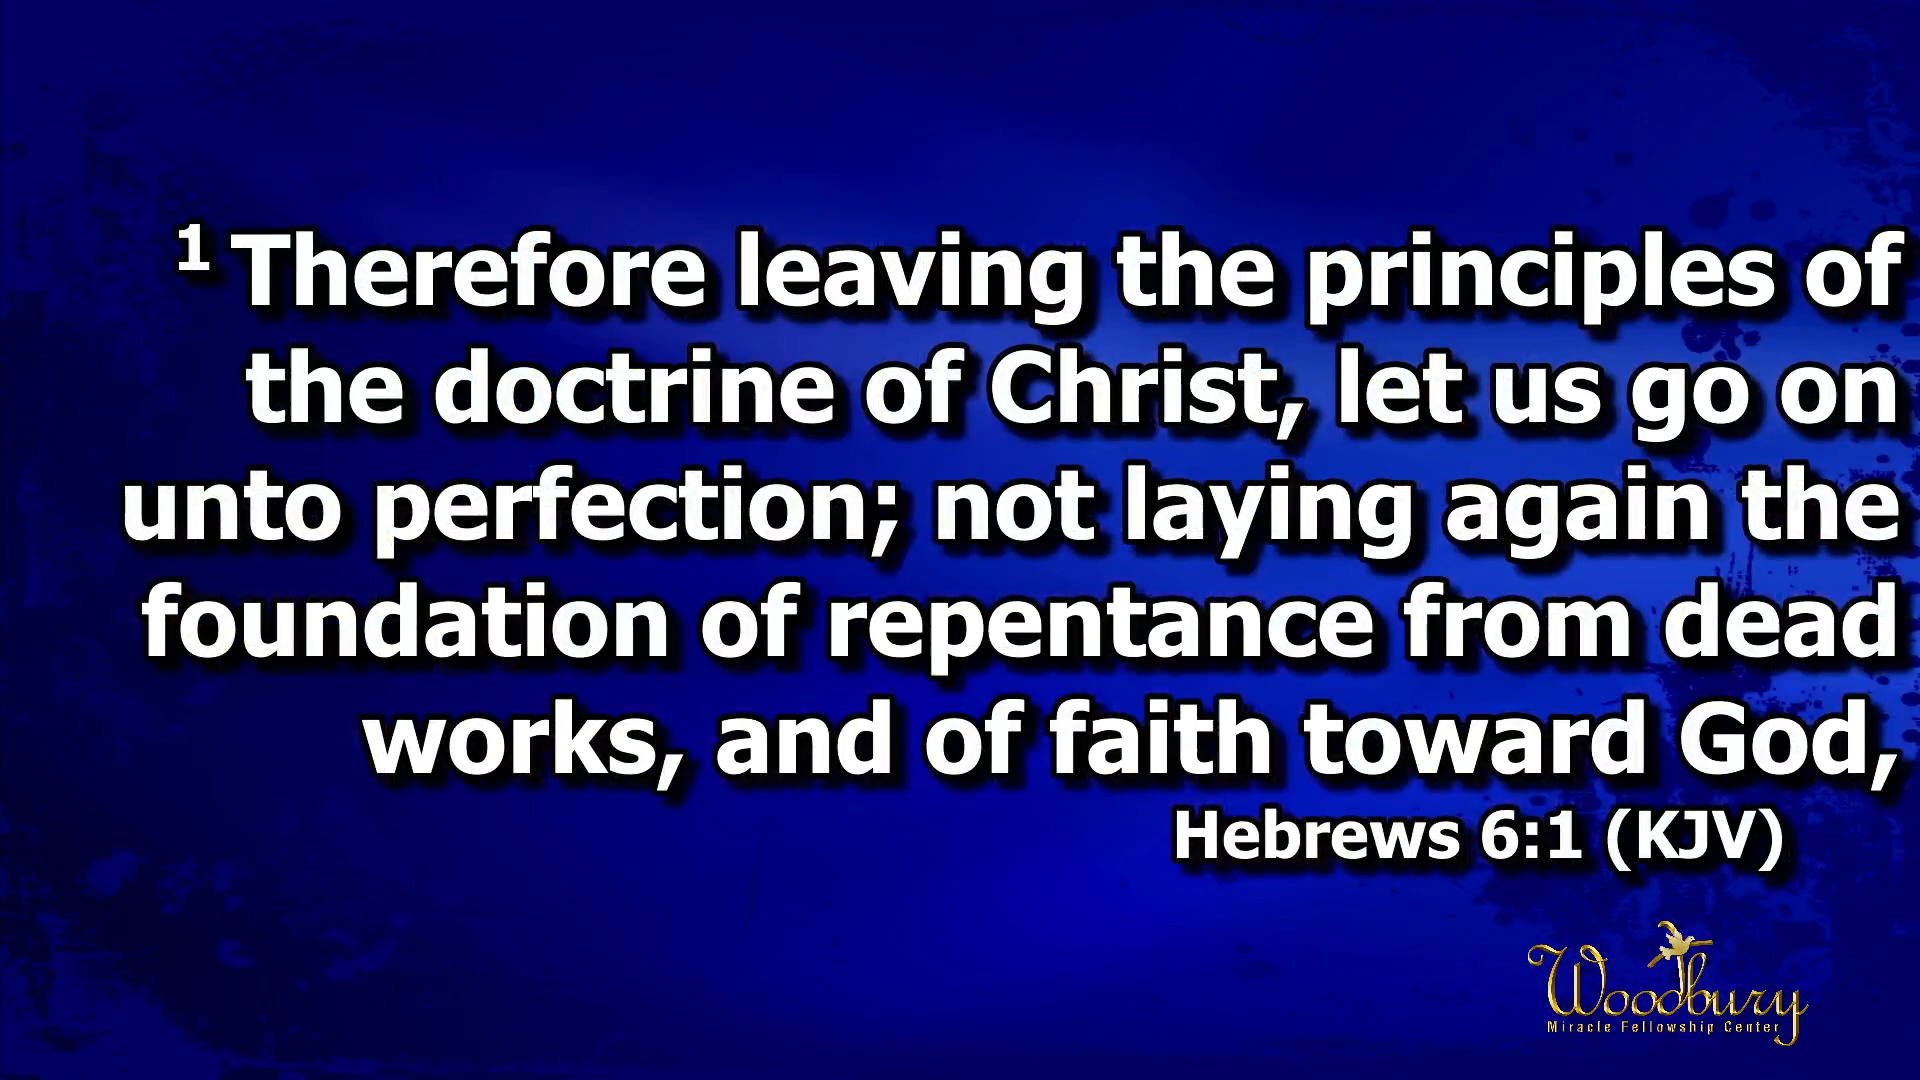 1 Therefore leaving the principles of
the doctrine of Christ, let us go on
unto perfection; not laying again the
foundation of repentance from dead
works, and of faith toward God,
Hebrews 6:1 (KJV)
Woodbury
Miracle Fellowship Center